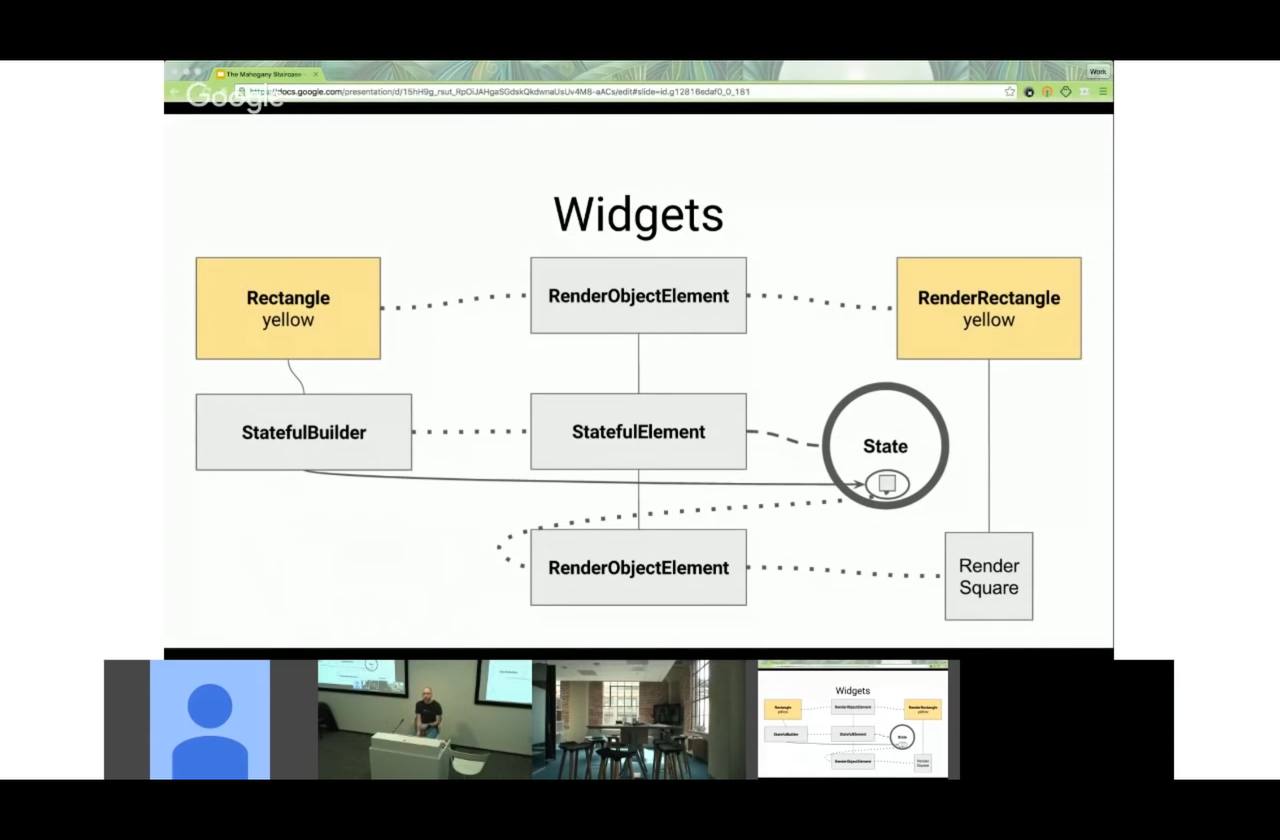 The Mahogany Staircase
Work
Google
https://docs.google.com/presentation/d/15hH9g_rsut_RpOiJAHgaSGdskQkdwnaUsUv4M8-aACs/edit#slide=id.g12816edaf0_0_181
Widgets
Rectangle
yellow
RenderObjectElement
RenderRectangle
yellow
StatefulBuilder
StatefulElement
State
RenderObjectElement
Render
Square
Widgets
Rectangle
yellow
RenderObjectElement
RenderRectangle
yellow
StatefulBuilder
StatefulElement
State
RenderObjectElement
Render
Square